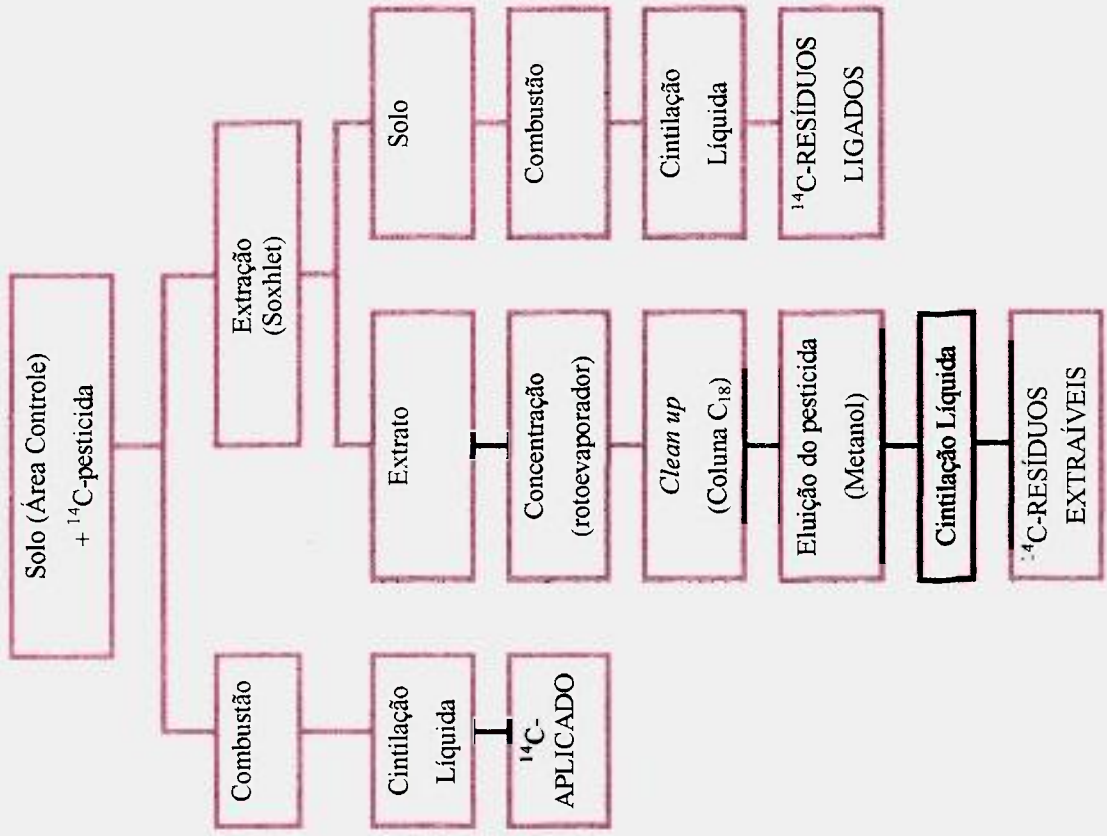 Solo (Área Controle)
+ ¹⁴C-pesticida
Combustão
Cintilação
Líquida
¹⁴C-
APLICADO
Extração
(Soxhlet)
Extrato
Concentração
(rotoevaporador)
Clean up
(Coluna C₁₈)
Eluição do pesticida
(Metanol)
Cintilação Líquida
¹⁴C-RESÍDUOS
EXTRAÍVEIS
Solo
Combustão
Cintilação
Líquida
¹⁴C-RESÍDUOS
LIGADOS